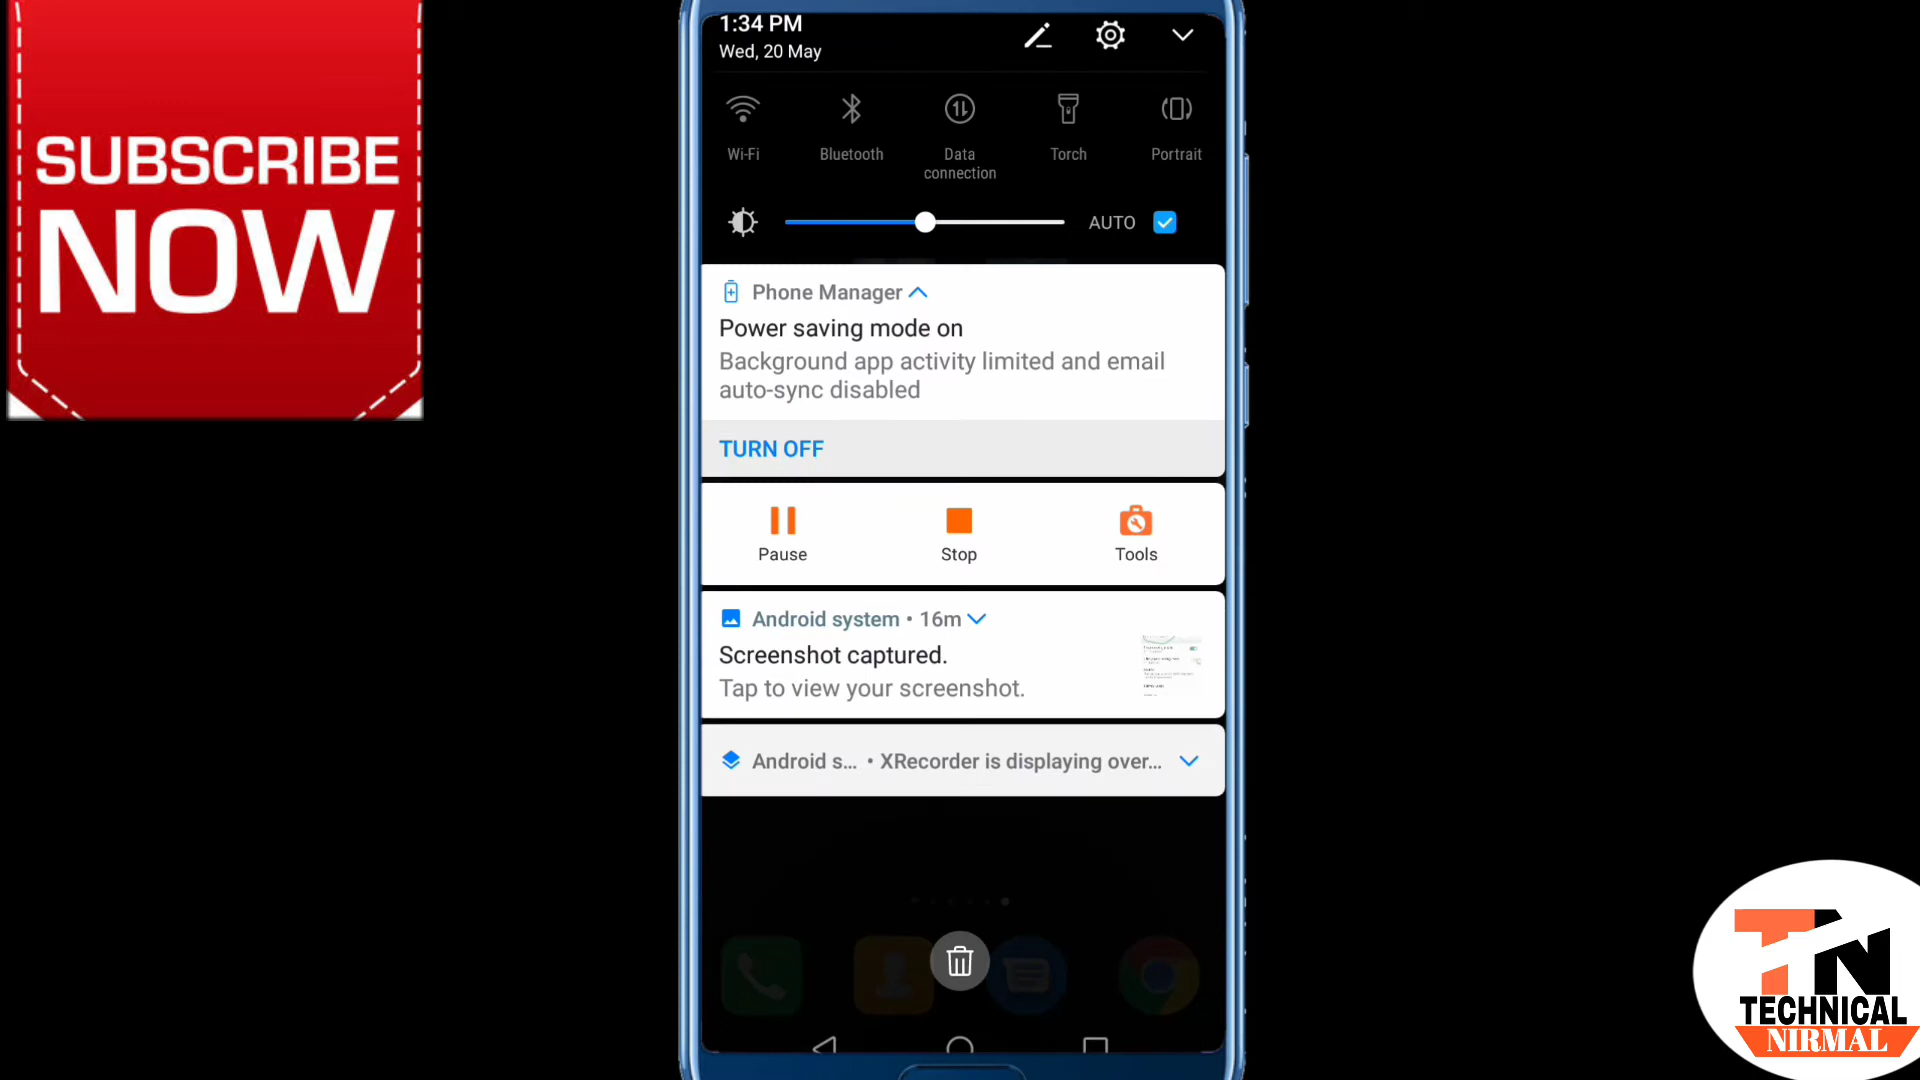 SUBSCRIBE
NOW
1:34 PM
Wed, 20 May
Wi-Fi
Bluetooth
Data
connection
Torch
Portrait
AUTO
Phone Manager
Power saving mode on
Background app activity limited and email
auto-sync disabled
TURN OFF
Pause
Stop
Tools
Android system • 16m
Screenshot captured.
Tap to view your screenshot.
Android s... • XRecorder is displaying over...
TN
TECHNICAL
NIRMAL